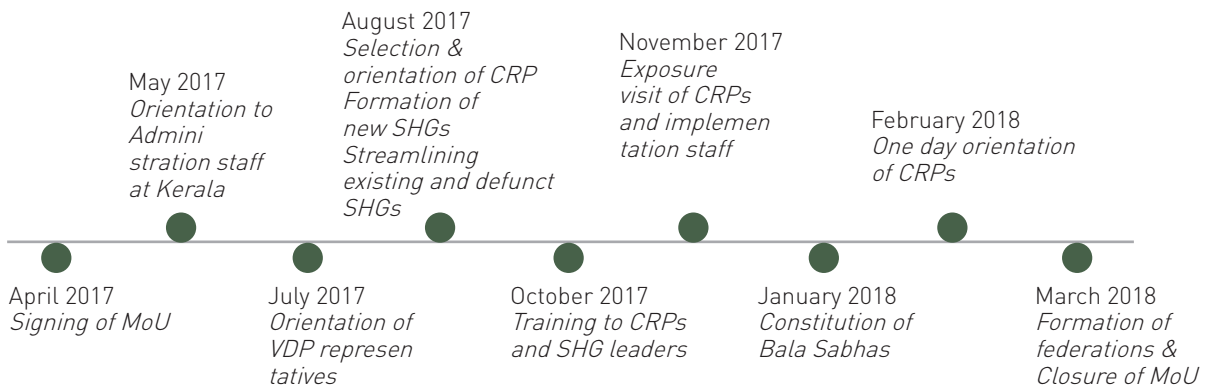 April 2017
Signing of MoU
May 2017
Orientation to
Admini
stration staff
at Kerala
July 2017
Orientation of
VDP represen
tatives
August 2017
Selection &
orientation of CRP
Formation of
new SHGs
Streamlining
existing and defunct
SHGs
October 2017
Training to CRPs
and SHG leaders
November 2017
Exposure
visit of CRPs
and implemen
tation staff
January 2018
Constitution of
Bala Sabhas
February 2018
One day orientation
of CRPs
March 2018
Formation of
federations &
Closure of MoU